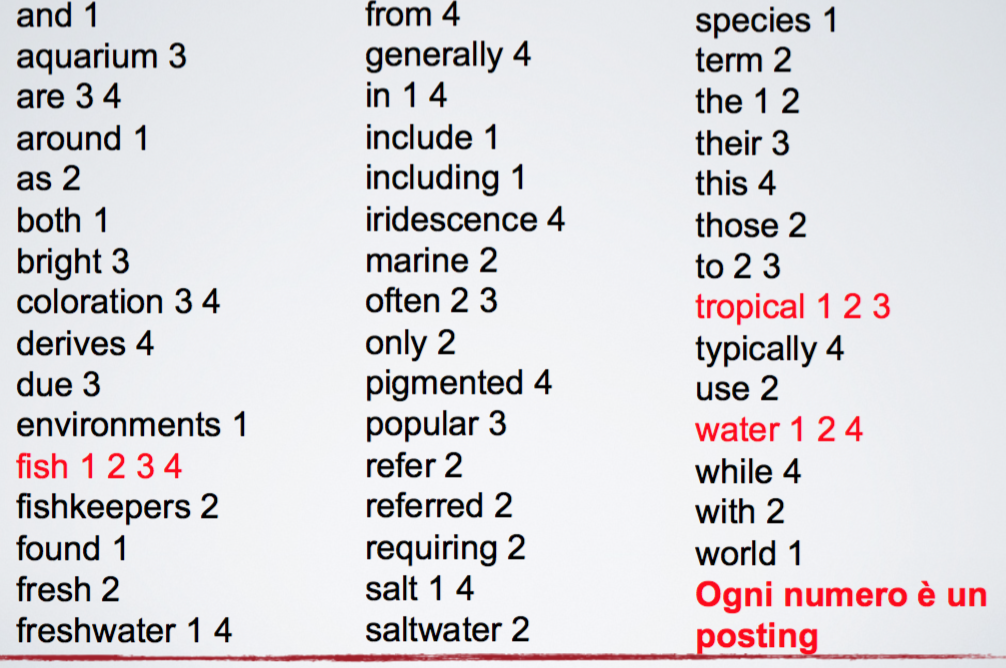 and 1
aquarium 3
are 3 4
around 1
as 2
both 1
bright 3
coloration 3 4
derives 4
due 3
environments 1
fish 1 2 3 4
fishkeepers 2
found 1
fresh 2
freshwater 1 4
from 4
generally 4
in 1 4
include 1
including 1
iridescence 4
marine 2
often 2 3
only 2
pigmented 4
popular 3
refer 2
referred 2
requiring 2
salt 1 4
saltwater 2
species 1
term 2
the 1 2
their 3
this 4
those 2
to 2 3
tropical 1 2 3
typically 4
use 2
water 1 2 4
while 4
with 2
world 1
Ogni numero è un
posting